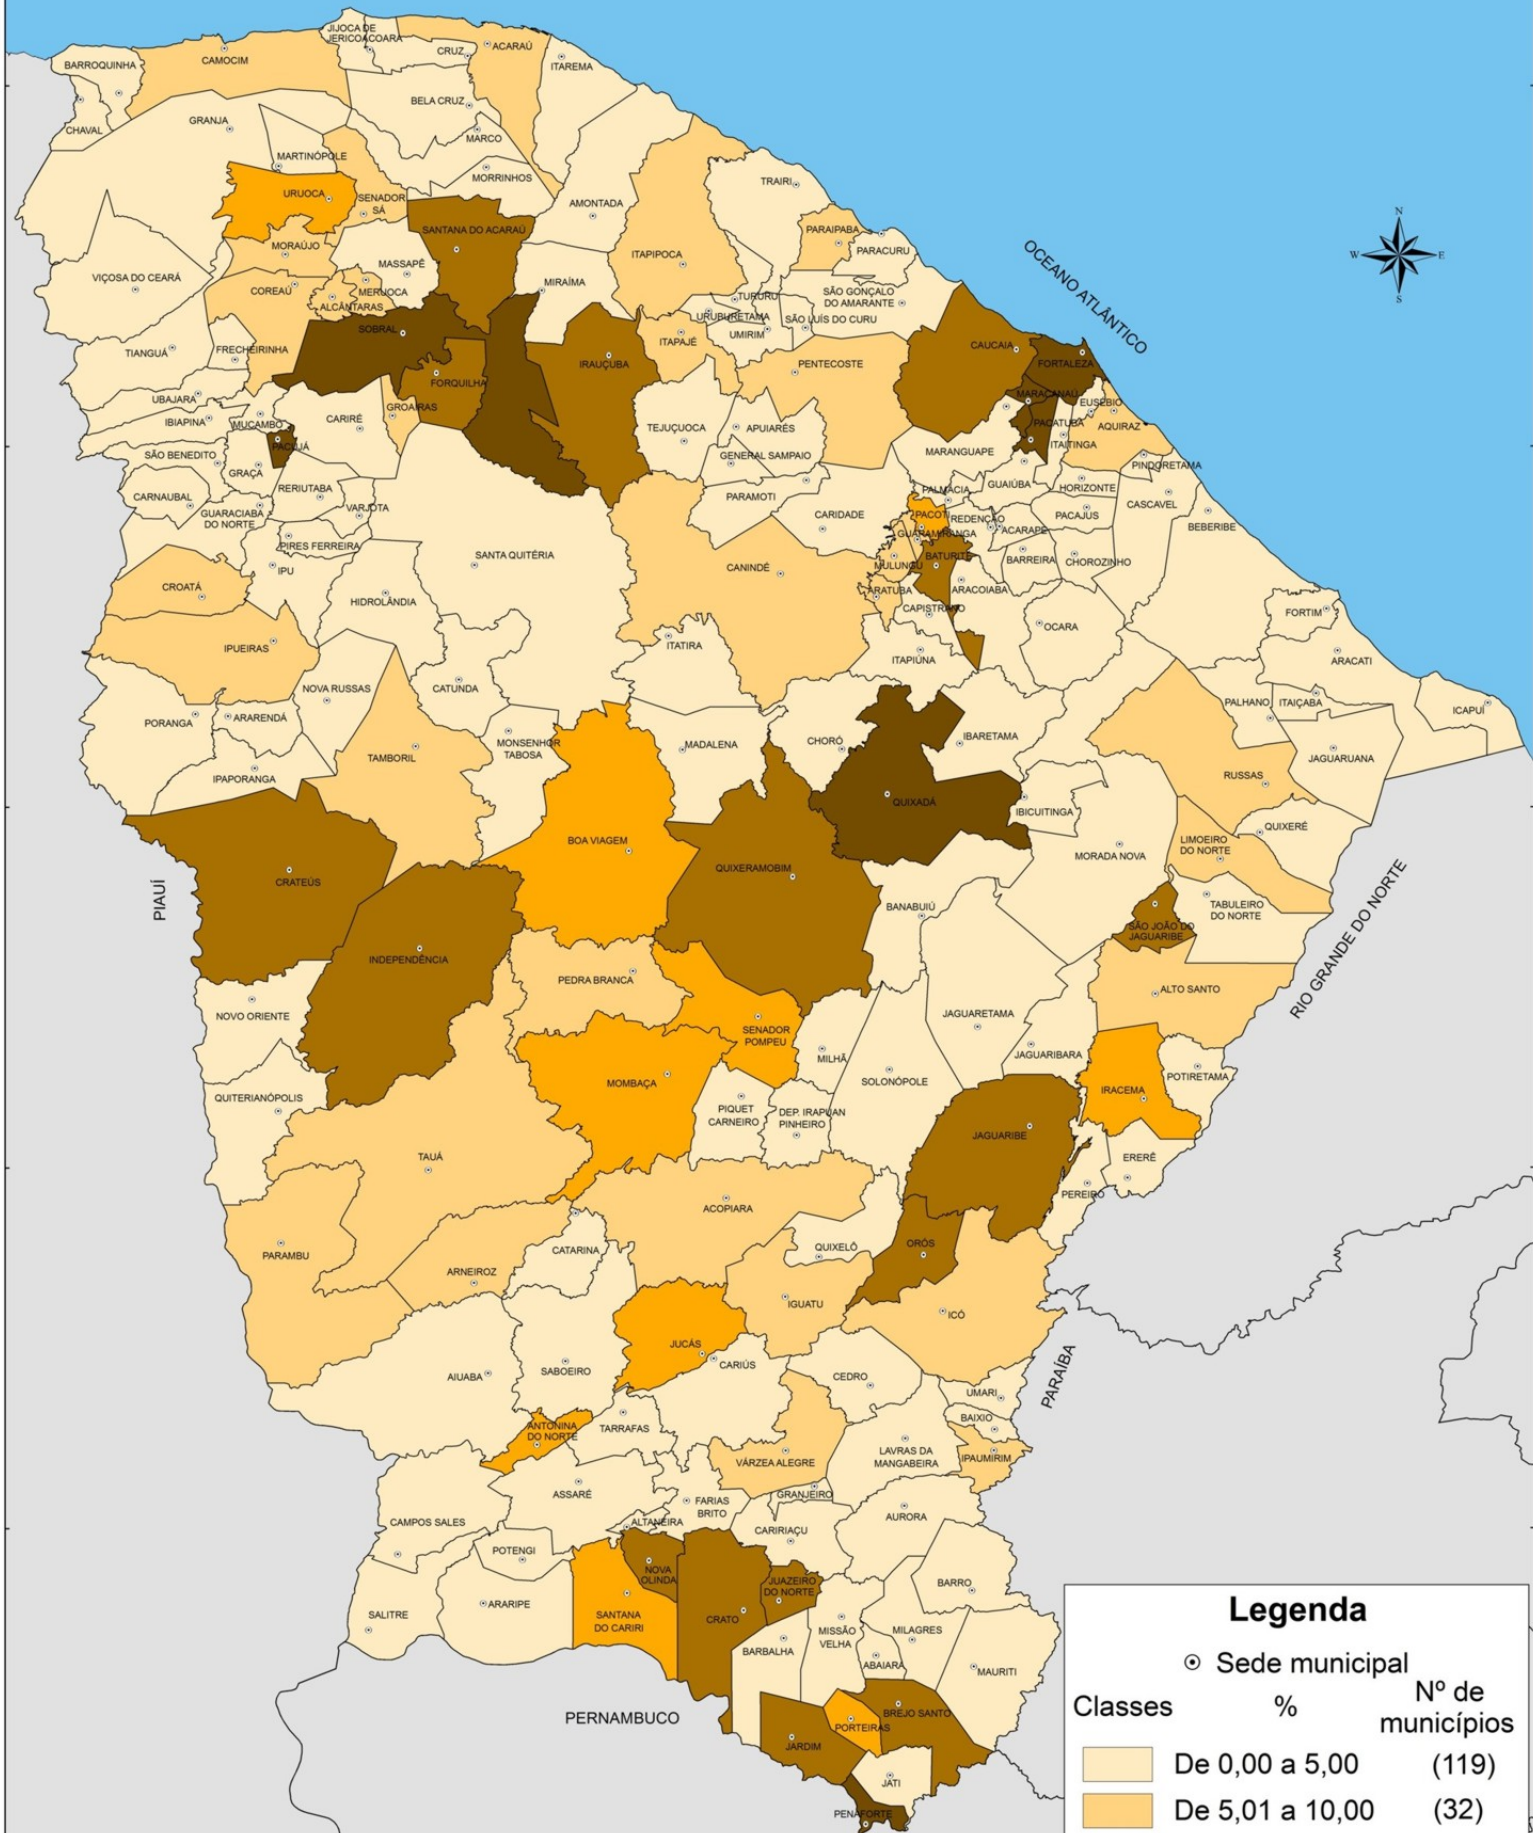 JIJOCA DE
JERICOACOARA
CRUZ
ACARAÚ
BARROQUINHA
CAMOCIM
ITAREMA
BELA CRUZ
CHAVAL
GRANJA
MARCO
MARTINÓPOLE
MORRINHOS
TRAIRI
URUOCA
SENADOR
SÁ
AMONTADA
N
SANTANA DO ACARAÚ
PARAIPABA
MORAÚJO
PARACURU
OCEANO ATLÂNTICO
W
E
ITAPIPOCA
MASSAPÊ
VIÇOSA DO CEARÁ
MIRAÍMA
S
COREAÚ
MERUOCA
SÃO GONÇALO
DO AMARANTE
TURURU
ALCÂNTARAS
URUBURETAMA
SÃO LUÍS DO CURU
SOBRAL
UMIRIM
ITAPAJÉ
CAUCAIA
TIANGUÁ
FRECHEIRINHA
IRAUÇUBA
PENTECOSTE
FORTALEZA
FORQUILHA
MARACANAÚ
UBAJARA
GROAÍRAS
EUSÉBIO
IBIAPINA
MUCAMBO
CARIRÉ
TEJUÇUOCA
APUIARÉS
PACATUBA
AQUIRAZ
PACUJÁ
ITAITINGA
SÃO BENEDITO
GENERAL SAMPAIO
MARANGUAPE
PINDORETAMA
GRAÇA
CARNAUBAL
RERIUTABA
PARAMOTI
PALMÁCIA
GUAIÚBA
HORIZONTE
GUARACIABA
DO NORTE
VARJOTA
CARIDADE
PACOTI
REDENÇÃO
PACAJUS
CASCAVEL
BEBERIBE
ACARAPE
GUARAMIRANGA
PIRES FERREIRA
SANTA QUITÉRIA
BATURITÉ
BARREIRA
CHOROZINHO
IPU
CANINDÉ
MULUNGU
CROATÁ
ARATUBA
ARACOIABA
HIDROLÂNDIA
CAPISTRANO
FORTIM
OCARA
IPUEIRAS
ITATIRA
ITAPIÚNA
ARACATI
NOVA RUSSAS
CATUNDA
PORANGA
ARARENDÁ
PALHANO
ITAIÇABA
ICAPUÍ
MONSENHOR
TABOSA
MADALENA
CHORÓ
IBARETAMA
TAMBORIL
JAGUARUANA
IPAPORANGA
RUSSAS
QUIXADÁ
IBICUITINGA
BOA VIAGEM
LIMOEIRO
DO NORTE
QUIXERÉ
MORADA NOVA
QUIXERAMOBIM
CRATEÚS
PIAUÍ
BANABUIÚ
TABULEIRO
DO NORTE
RIO GRANDE DO NORTE
SÃO JOÃO DO
JAGUARIBE
INDEPENDÊNCIA
PEDRA BRANCA
ALTO SANTO
NOVO ORIENTE
JAGUARETAMA
SENADOR
POMPEU
MILHÃ
JAGUARIBARA
MOMBAÇA
SOLONÓPOLE
POTIRETAMA
IRACEMA
QUITERIANÓPOLIS
PIQUET
CARNEIRO
DEP. IRAPUAN
PINHEIRO
JAGUARIBE
TAUÁ
ERERÊ
PEREIRO
ACOPIARA
PARAMBU
CATARINA
QUIXELÔ
ORÓS
ARNEIROZ
IGUATU
ICÓ
JUCÁS
PARAÍBA
AIUABA
SABOEIRO
CARIÚS
CEDRO
UMARI
ANTONINA
DO NORTE
TARRAFAS
BAIXIO
LAVRAS DA
MANGABEIRA
VÁRZEA ALEGRE
IPAUMIRIM
ASSARÉ
GRANJEIRO
FARIAS
BRITO
AURORA
CAMPOS SALES
ALTANEIRA
CARIRIAÇU
POTENGI
NOVA
OLINDA
JUAZEIRO
DO NORTE
BARRO
SALITRE
ARARIPE
SANTANA
DO CARIRI
CRATO
MISSÃO
VELHA
MILAGRES
BARBALHA
ABAIARA
MAURITI
PERNAMBUCO
PORTEIRAS
BREJO SANTO
JARDIM
JATI
PENAFORTE
Legenda
Sede municipal
Classes % Nº de
municípios
De 0,00 a 5,00 (119)
De 5,01 a 10,00 (32)